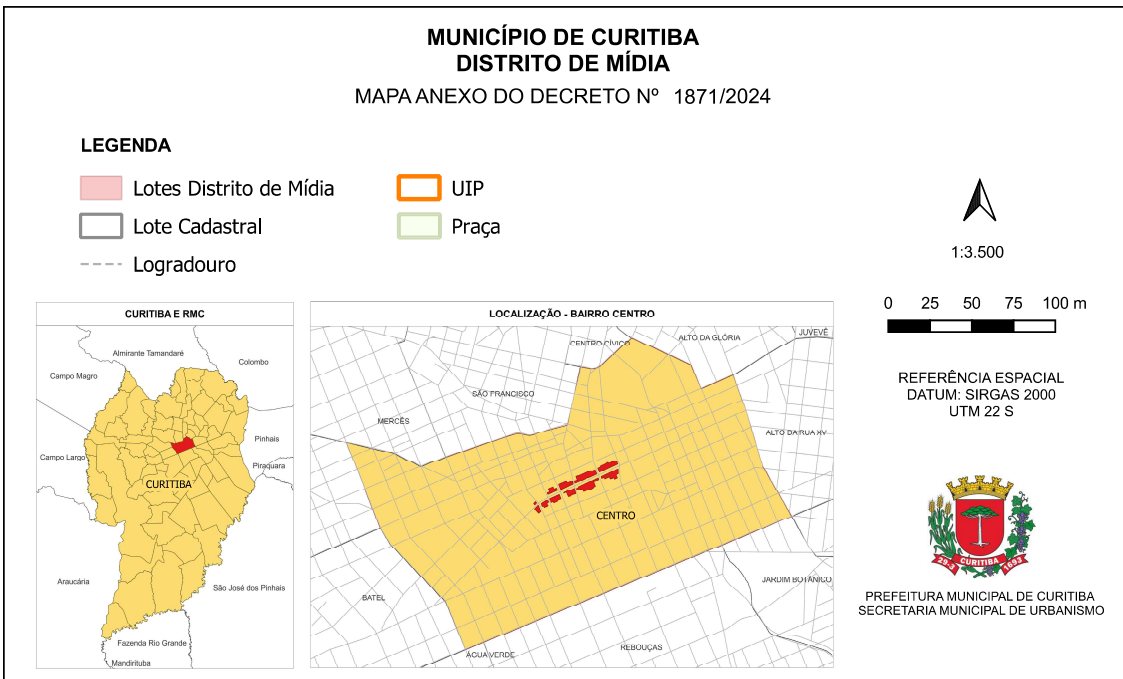 MUNICÍPIO DE CURITIBA
DISTRITO DE MÍDIA
MAPA ANEXO DO DECRETO Nº 1871/2024
LEGENDA
Lotes Distrito de Mídia
UIP
Lote Cadastral
Praça
Logradouro
1:3.500
0 25 50 75 100 m
REFERÊNCIA ESPACIAL
DATUM: SIRGAS 2000
UTM 22 S
CURITIBA E RMC
Almirante Tamandaré
Colombo
Campo Magro
Pinhais
Campo Largo
Piraquara
CURITIBA
Araucária
São José dos Pinhais
Fazenda Rio Grande
Mandirituba
LOCALIZAÇÃO - BAIRRO CENTRO
JUVEVÊ
CENTRO CÍVICO
ALTO DA GLÓRIA
SÃO FRANCISCO
MERCÊS
ALTO DA RUA XV
CENTRO
JARDIM BOTÂNICO
BATEL
REBOUÇAS
ÁGUA VERDE
29-3 CURITIBA 1693
PREFEITURA MUNICIPAL DE CURITIBA
SECRETARIA MUNICIPAL DE URBANISMO